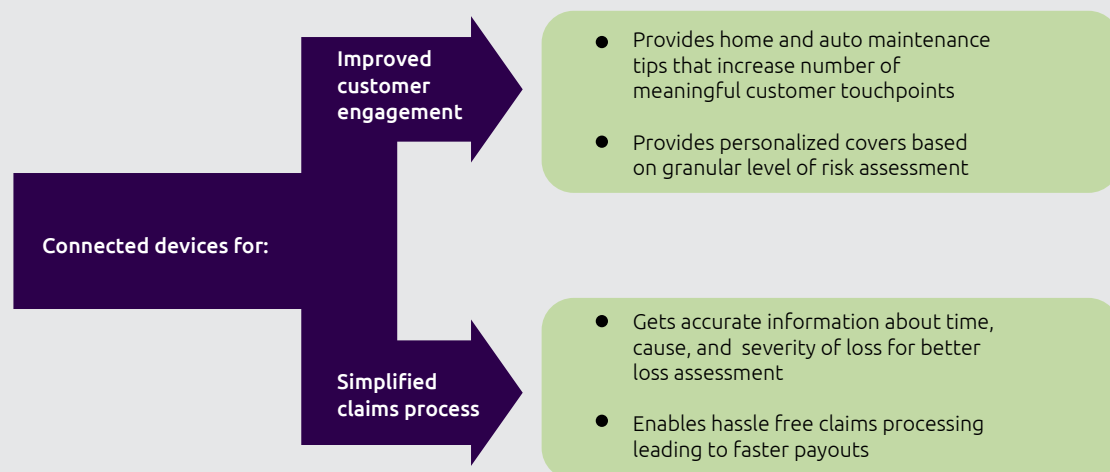 Improved
customer
engagement
● Provides home and auto maintenance
tips that increase number of
meaningful customer touchpoints
● Provides personalized covers based
on granular level of risk assessment
Connected devices for:
Simplified
claims process
● Gets accurate information about time,
cause, and severity of loss for better
loss assessment
● Enables hassle free claims processing
leading to faster payouts